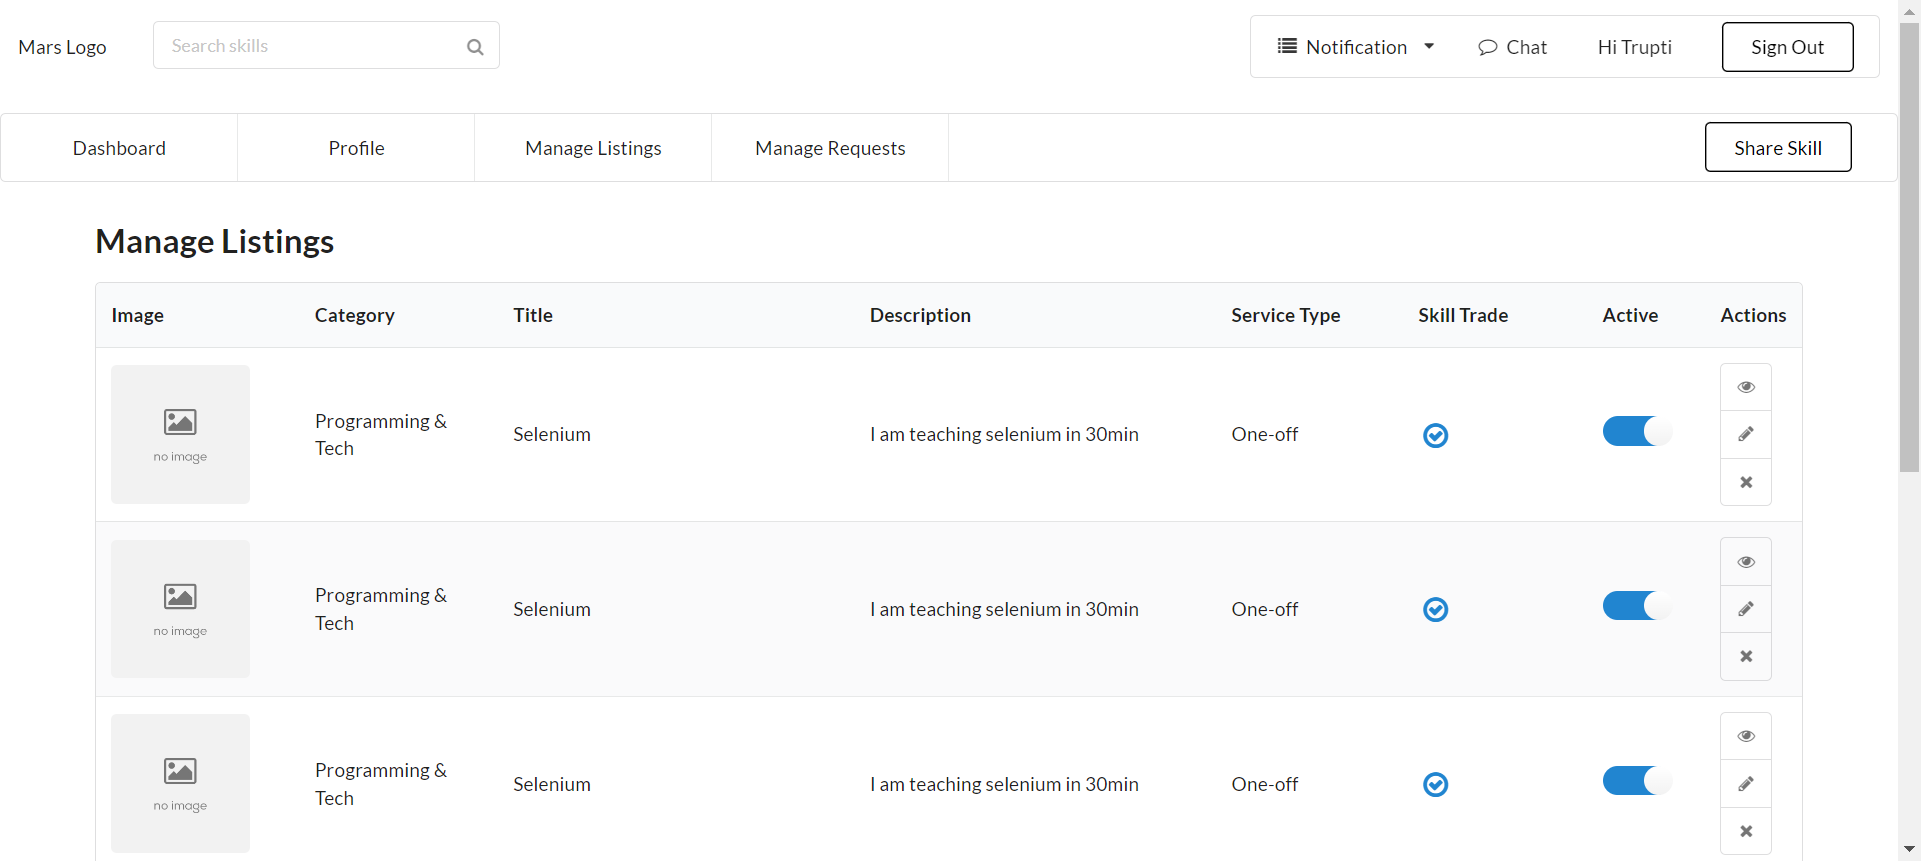 Mars Logo
Search skills
Notification
Chat
Hi Trupti
Sign Out
Dashboard
Profile
Manage Listings
Manage Requests
Share Skill
Manage Listings
Image Category Title Description Service Type Skill Trade Active Actions
no image
Programming &
Tech
Selenium
I am teaching selenium in 30min
One-off
no image
Programming &
Tech
Selenium
I am teaching selenium in 30min
One-off
no image
Programming &
Tech
Selenium
I am teaching selenium in 30min
One-off